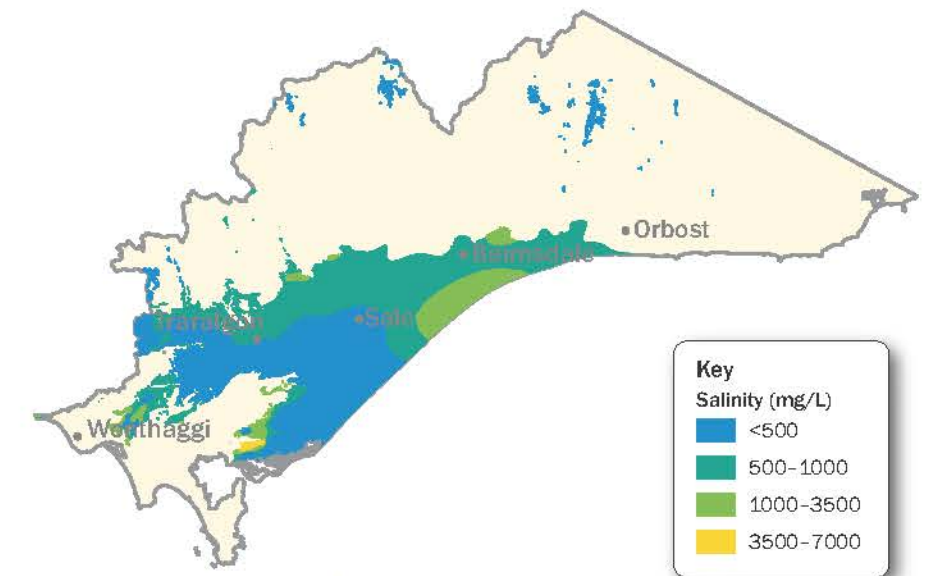 Orbost
Bairnsdale
Sale
Traralgon
Wonthaggi
Key
Salinity (mg/L)
<500
500–1000
1000–3500
3500–7000